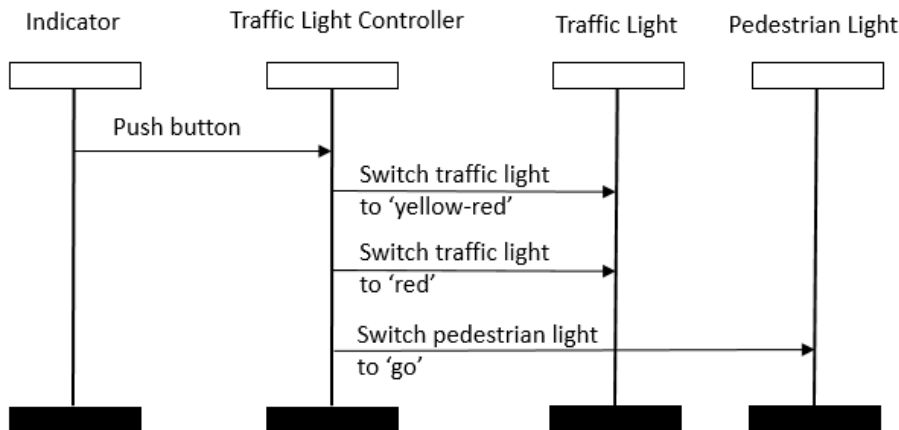 Indicator
Traffic Light Controller
Traffic Light
Pedestrian Light
Push button
Switch traffic light
to ‘yellow-red’
Switch traffic light
to ‘red’
Switch pedestrian light
to ‘go’